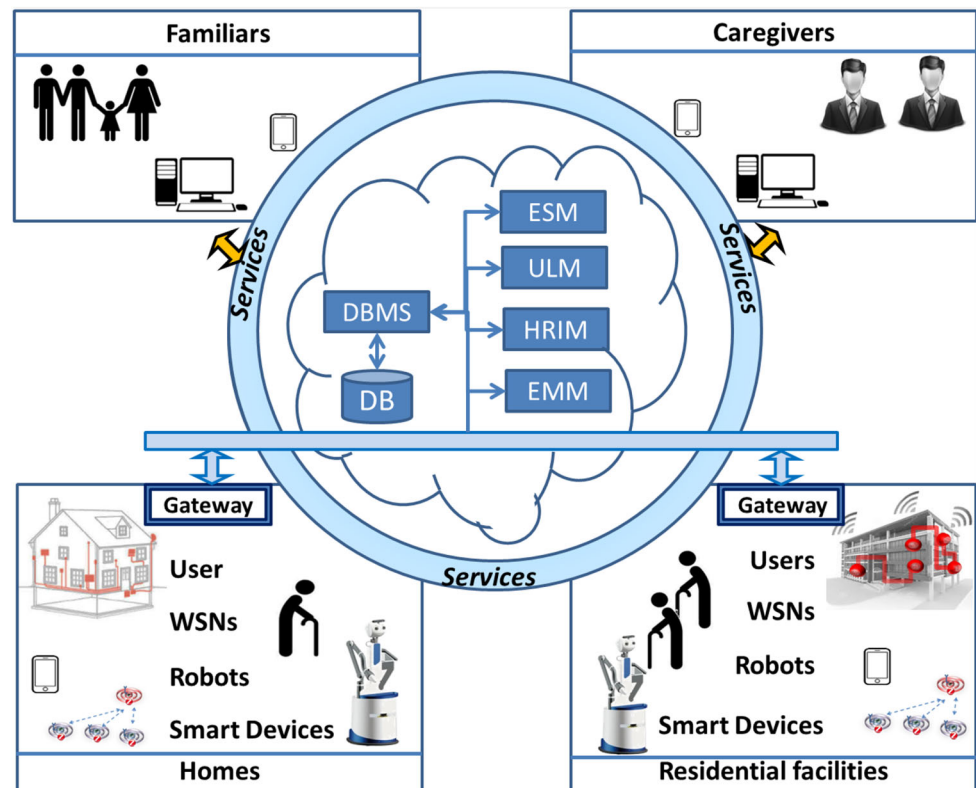 Familiars
Caregivers
Services
Services
ESM
ULM
DBMS
HRIM
DB
EMM
Gateway
User
WSNs
Robots
Smart Devices
Homes
Services
Gateway
Users
WSNs
Robots
Smart Devices
Residential facilities